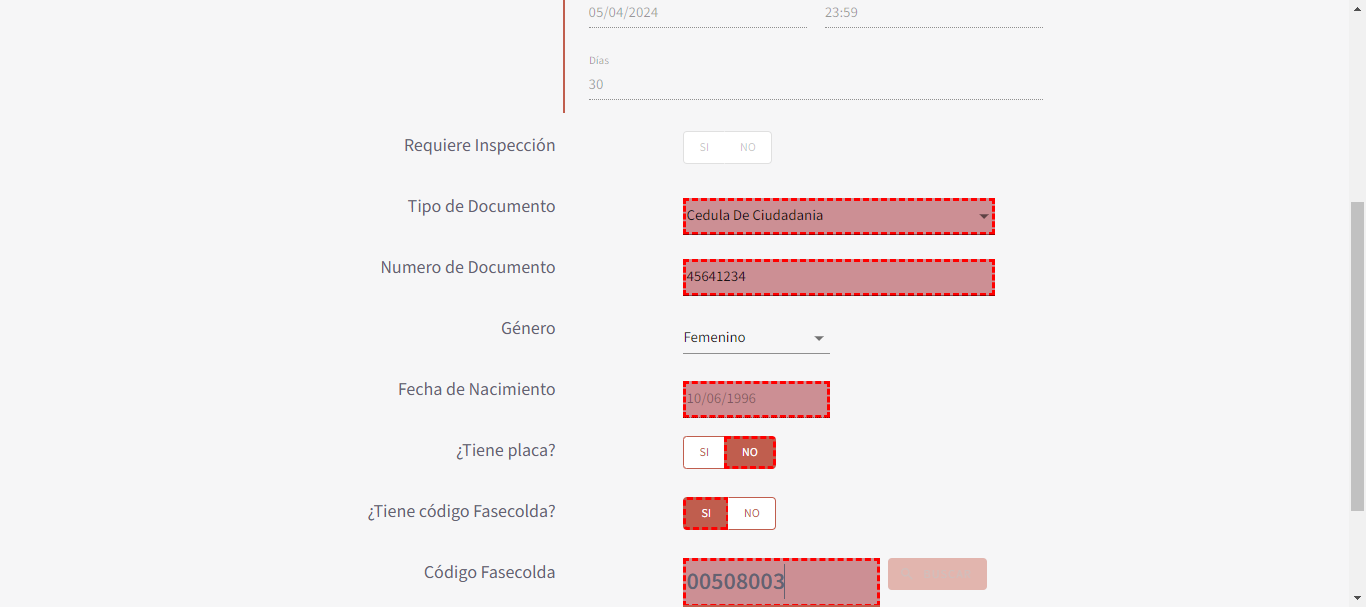 05/04/2024 23:59
Días
30
Requiere Inspección SI NO
Tipo de Documento Cedula De Ciudadania
Numero de Documento 45641234
Género Femenino
Fecha de Nacimiento 10/06/1996
¿Tiene placa? SI NO
¿Tiene código Fasecolda? SI NO
Código Fasecolda 00508003